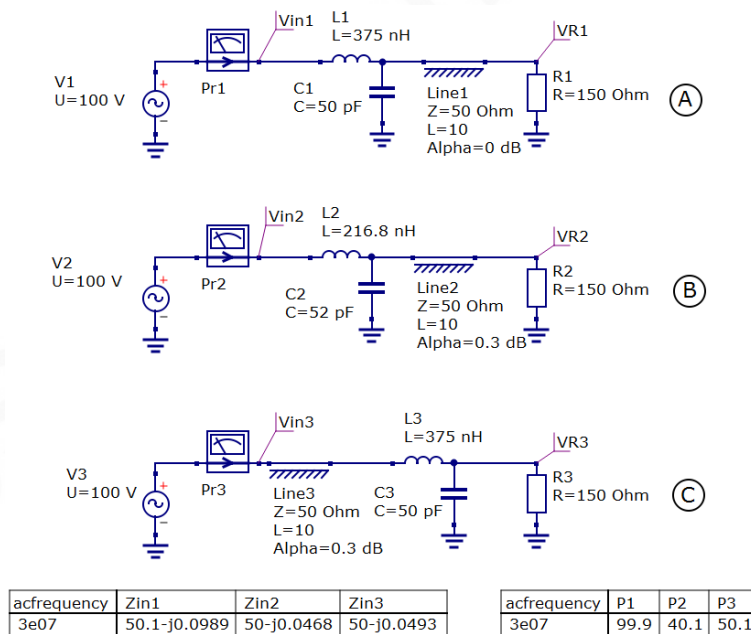 Vin1
L1
L=375 nH
VR1
V1
U=100 V
Pr1
C1
C=50 pF
Line1
Z=50 Ohm
L=10
Alpha=0 dB
R1
R=150 Ohm
A
Vin2
L2
L=216.8 nH
VR2
V2
U=100 V
Pr2
C2
C=52 pF
Line2
Z=50 Ohm
L=10
Alpha=0.3 dB
R2
R=150 Ohm
B
Vin3
L3
L=375 nH
VR3
V3
U=100 V
Pr3
Line3
Z=50 Ohm
L=10
Alpha=0.3 dB
C3
C=50 pF
R3
R=150 Ohm
C
acfrequency Zin1 Zin2 Zin3
3e07 50.1-j0.0989 50-j0.0468 50-j0.0493
acfrequency P1 P2 P3
3e07 99.9 40.1 50.1